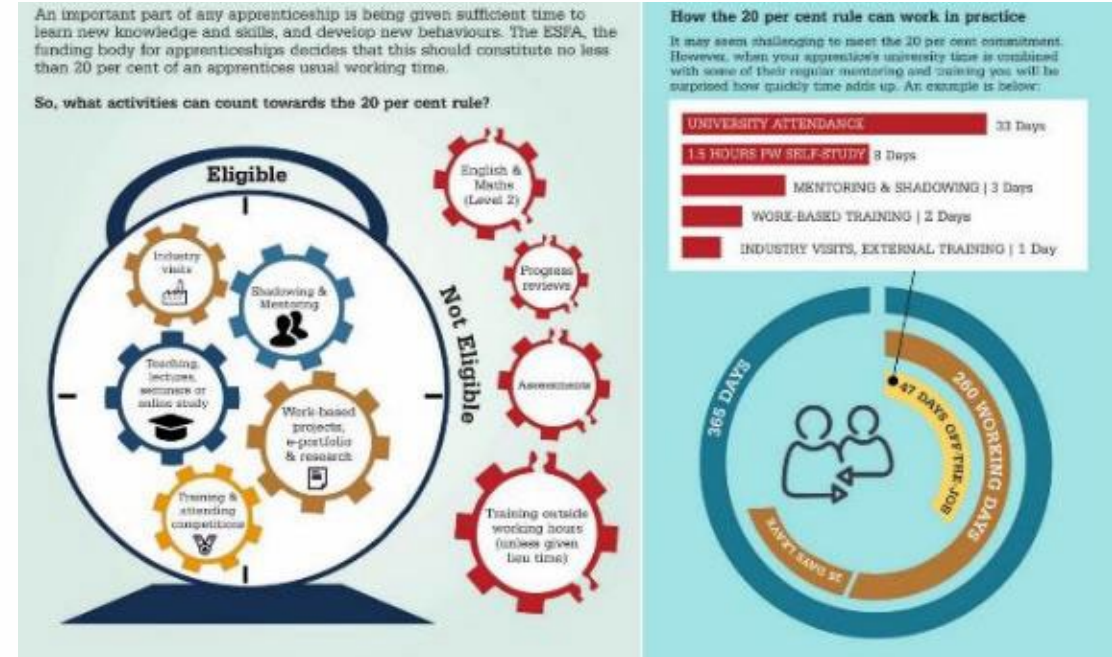 An important part of any apprenticeship is being given sufficient time to
learn new knowledge and skills, and develop new behaviours. The ESFA, the
funding body for apprenticeships decides that this should constitute no less
than 20 per cent of an apprentices usual working time.
So, what activities can count towards the 20 per cent rule?
Eligible
Industry
visits
Shadowing &
Mentoring
Teaching,
lectures,
seminars or
online study
Work-based
projects,
e-portfolio
& research
Training &
attending
competitions
Not Eligible
English &
Maths
(Level 2)
Progress
reviews
Assessments
Training outside
working hours
(unless given
lieu time)
How the 20 per cent rule can work in practice
It may seem challenging to meet the 20 per cent commitment.
However, when your apprentice's university time is combined
with some of their regular mentoring and training you will be
surprised how quickly time adds up. An example is below:
UNIVERSITY ATTENDANCE 33 Days
1.5 HOURS PW SELF-STUDY 8 Days
MENTORING & SHADOWING | 3 Days
WORK-BASED TRAINING | 2 Days
INDUSTRY VISITS, EXTERNAL TRAINING | 1 Day
365 DAYS
260 WORKING DAYS
47 DAYS OFF-THE-JOB
25 DAYS LEAVE